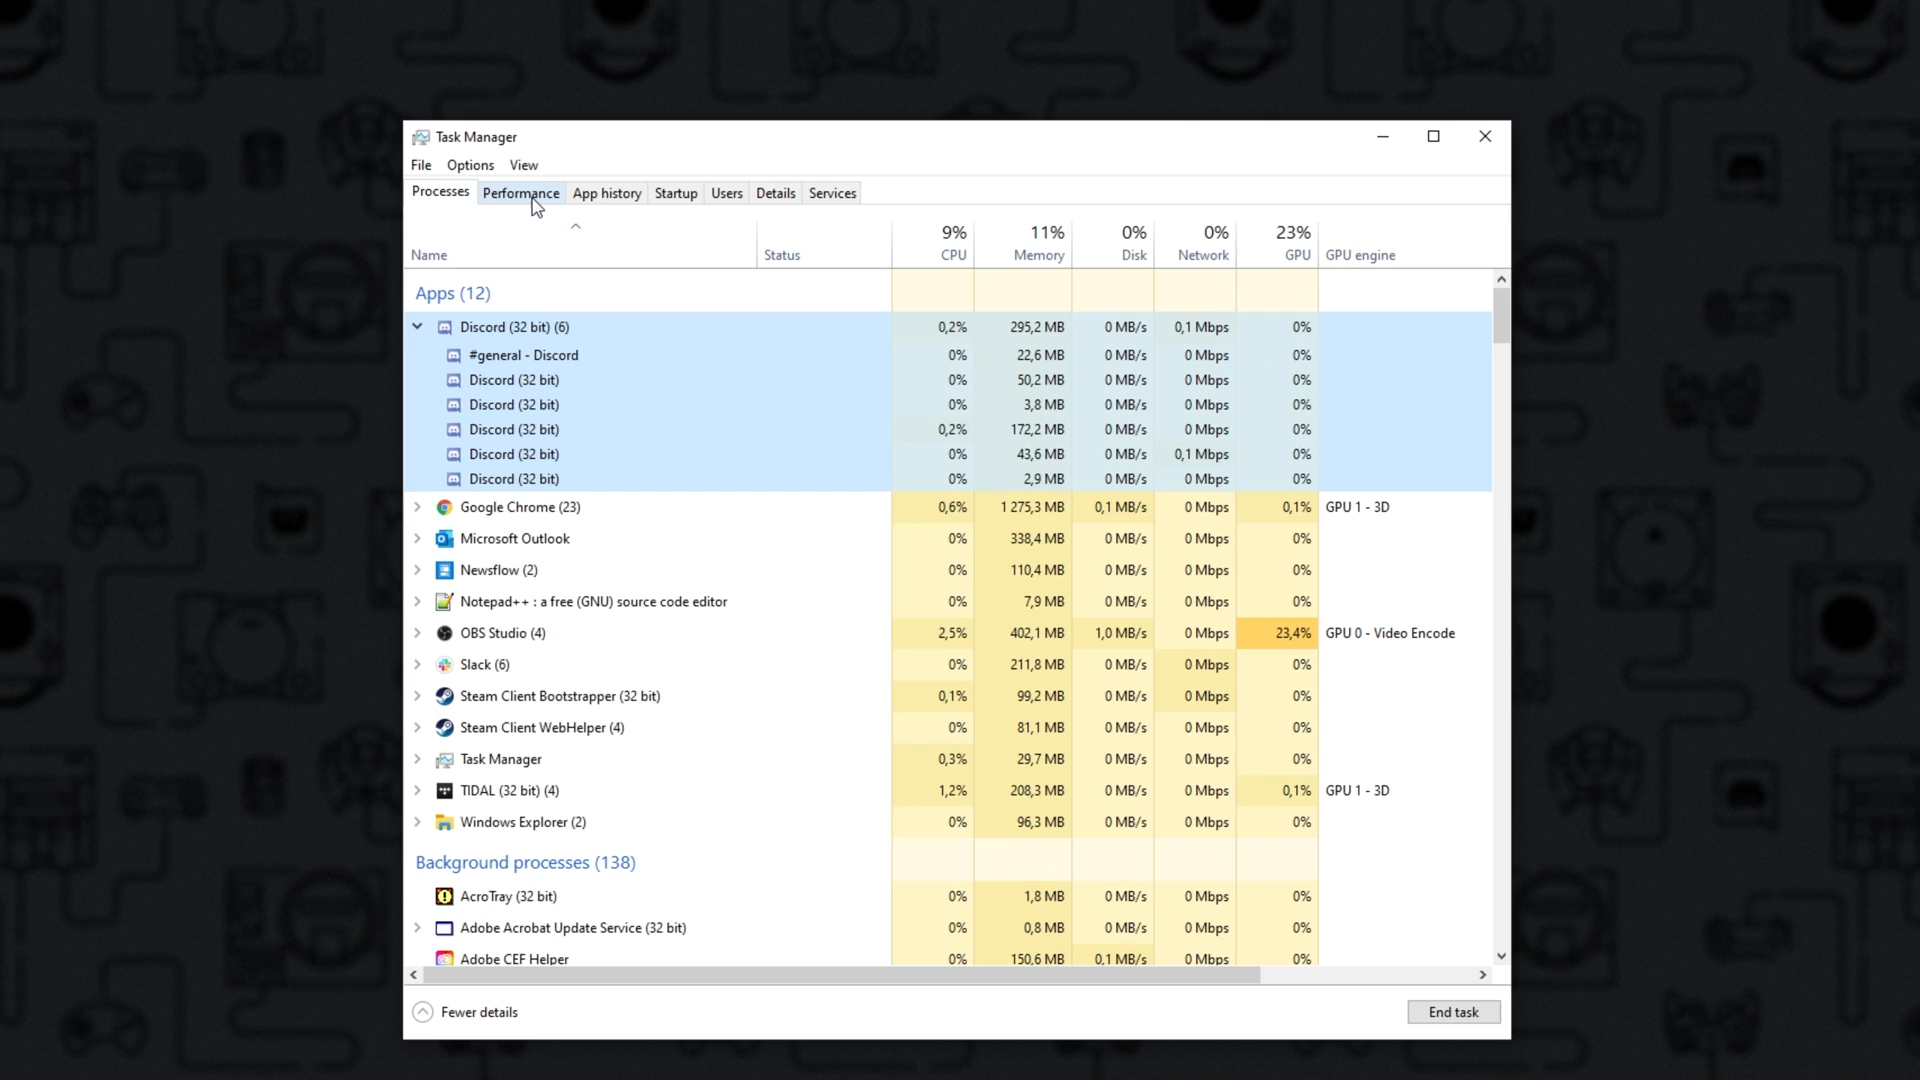 Task Manager
File Options View
Processes Performance App history Startup Users Details Services
9% 11% 0% 0% 23%
Name Status CPU Memory Disk Network GPU GPU engine
Apps (12)
Discord (32 bit) (6) 0,2% 295,2 MB 0 MB/s 0,1 Mbps 0%
#general - Discord 0% 22,6 MB 0 MB/s 0 Mbps 0%
Discord (32 bit) 0% 50,2 MB 0 MB/s 0 Mbps 0%
Discord (32 bit) 0% 3,8 MB 0 MB/s 0 Mbps 0%
Discord (32 bit) 0,2% 172,2 MB 0 MB/s 0 Mbps 0%
Discord (32 bit) 0% 43,6 MB 0 MB/s 0,1 Mbps 0%
Discord (32 bit) 0% 2,9 MB 0 MB/s 0 Mbps 0%
Google Chrome (23) 0,6% 1 275,3 MB 0,1 MB/s 0 Mbps 0,1% GPU 1 - 3D
Microsoft Outlook 0% 338,4 MB 0 MB/s 0 Mbps 0%
Newsflow (2) 0% 110,4 MB 0 MB/s 0 Mbps 0%
Notepad++ : a free (GNU) source code editor 0% 7,9 MB 0 MB/s 0 Mbps 0%
OBS Studio (4) 2,5% 402,1 MB 1,0 MB/s 0 Mbps 23,4% GPU 0 - Video Encode
Slack (6) 0% 211,8 MB 0 MB/s 0 Mbps 0%
Steam Client Bootstrapper (32 bit) 0,1% 99,2 MB 0 MB/s 0 Mbps 0%
Steam Client WebHelper (4) 0% 81,1 MB 0 MB/s 0 Mbps 0%
Task Manager 0,3% 29,7 MB 0 MB/s 0 Mbps 0%
TIDAL (32 bit) (4) 1,2% 208,3 MB 0 MB/s 0 Mbps 0,1% GPU 1 - 3D
Windows Explorer (2) 0% 96,3 MB 0 MB/s 0 Mbps 0%
Background processes (138)
AcroTray (32 bit) 0% 1,8 MB 0 MB/s 0 Mbps 0%
Adobe Acrobat Update Service (32 bit) 0% 0,8 MB 0 MB/s 0 Mbps 0%
Adobe CEF Helper 0% 150,6 MB 0,1 MB/s 0 Mbps 0%
Fewer details End task